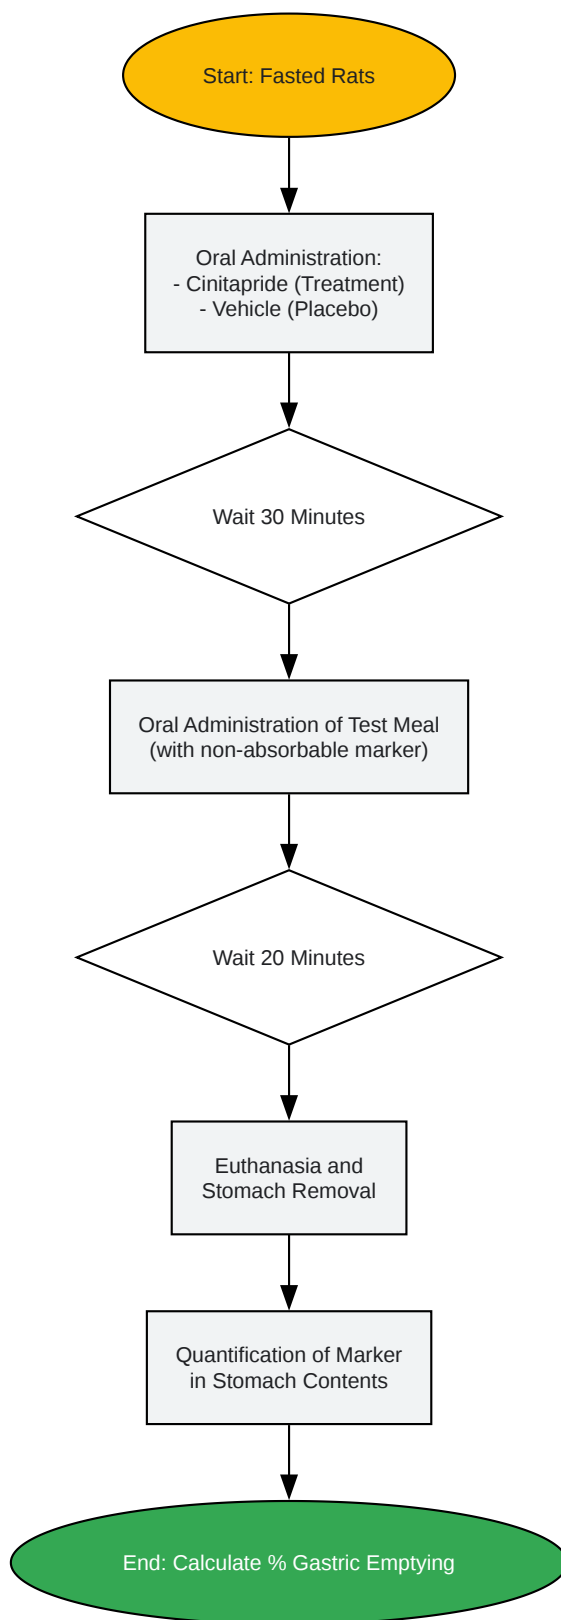 Start: Fasted Rats
Oral Administration:
- Cinitapride (Treatment)
- Vehicle (Placebo)
Wait 30 Minutes
Oral Administration of Test Meal
(with non-absorbable marker)
Wait 20 Minutes
Euthanasia and
Stomach Removal
Quantification of Marker
in Stomach Contents
End: Calculate % Gastric Emptying